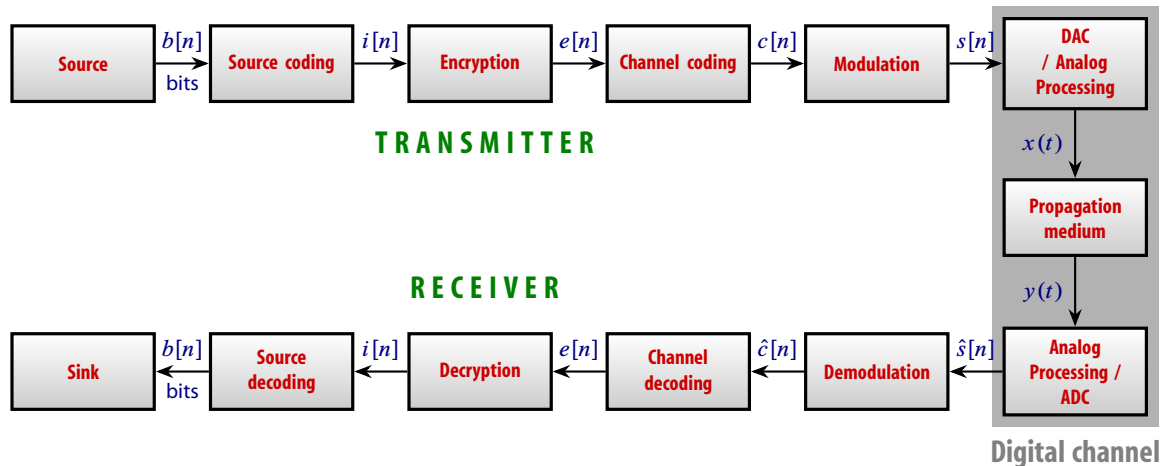 Source
b[n]
bits
Source coding
i[n]
Encryption
e[n]
Channel coding
c[n]
Modulation
s[n]
DAC
/ Analog
Processing
TRANSMITTER
x(t)
Propagation
medium
y(t)
RECEIVER
Sink
b[n]
bits
Source
decoding
i[n]
Decryption
e[n]
Channel
decoding
ĉ[n]
Demodulation
ŝ[n]
Analog
Processing /
ADC
Digital channel